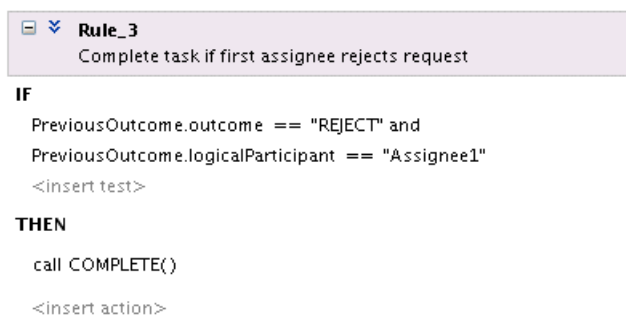 Rule_3
Complete task if first assignee rejects request
IF
PreviousOutcome.outcome == "REJECT" and
PreviousOutcome.logicalParticipant == "Assignee1"
<insert test>
THEN
call COMPLETE()
<insert action>